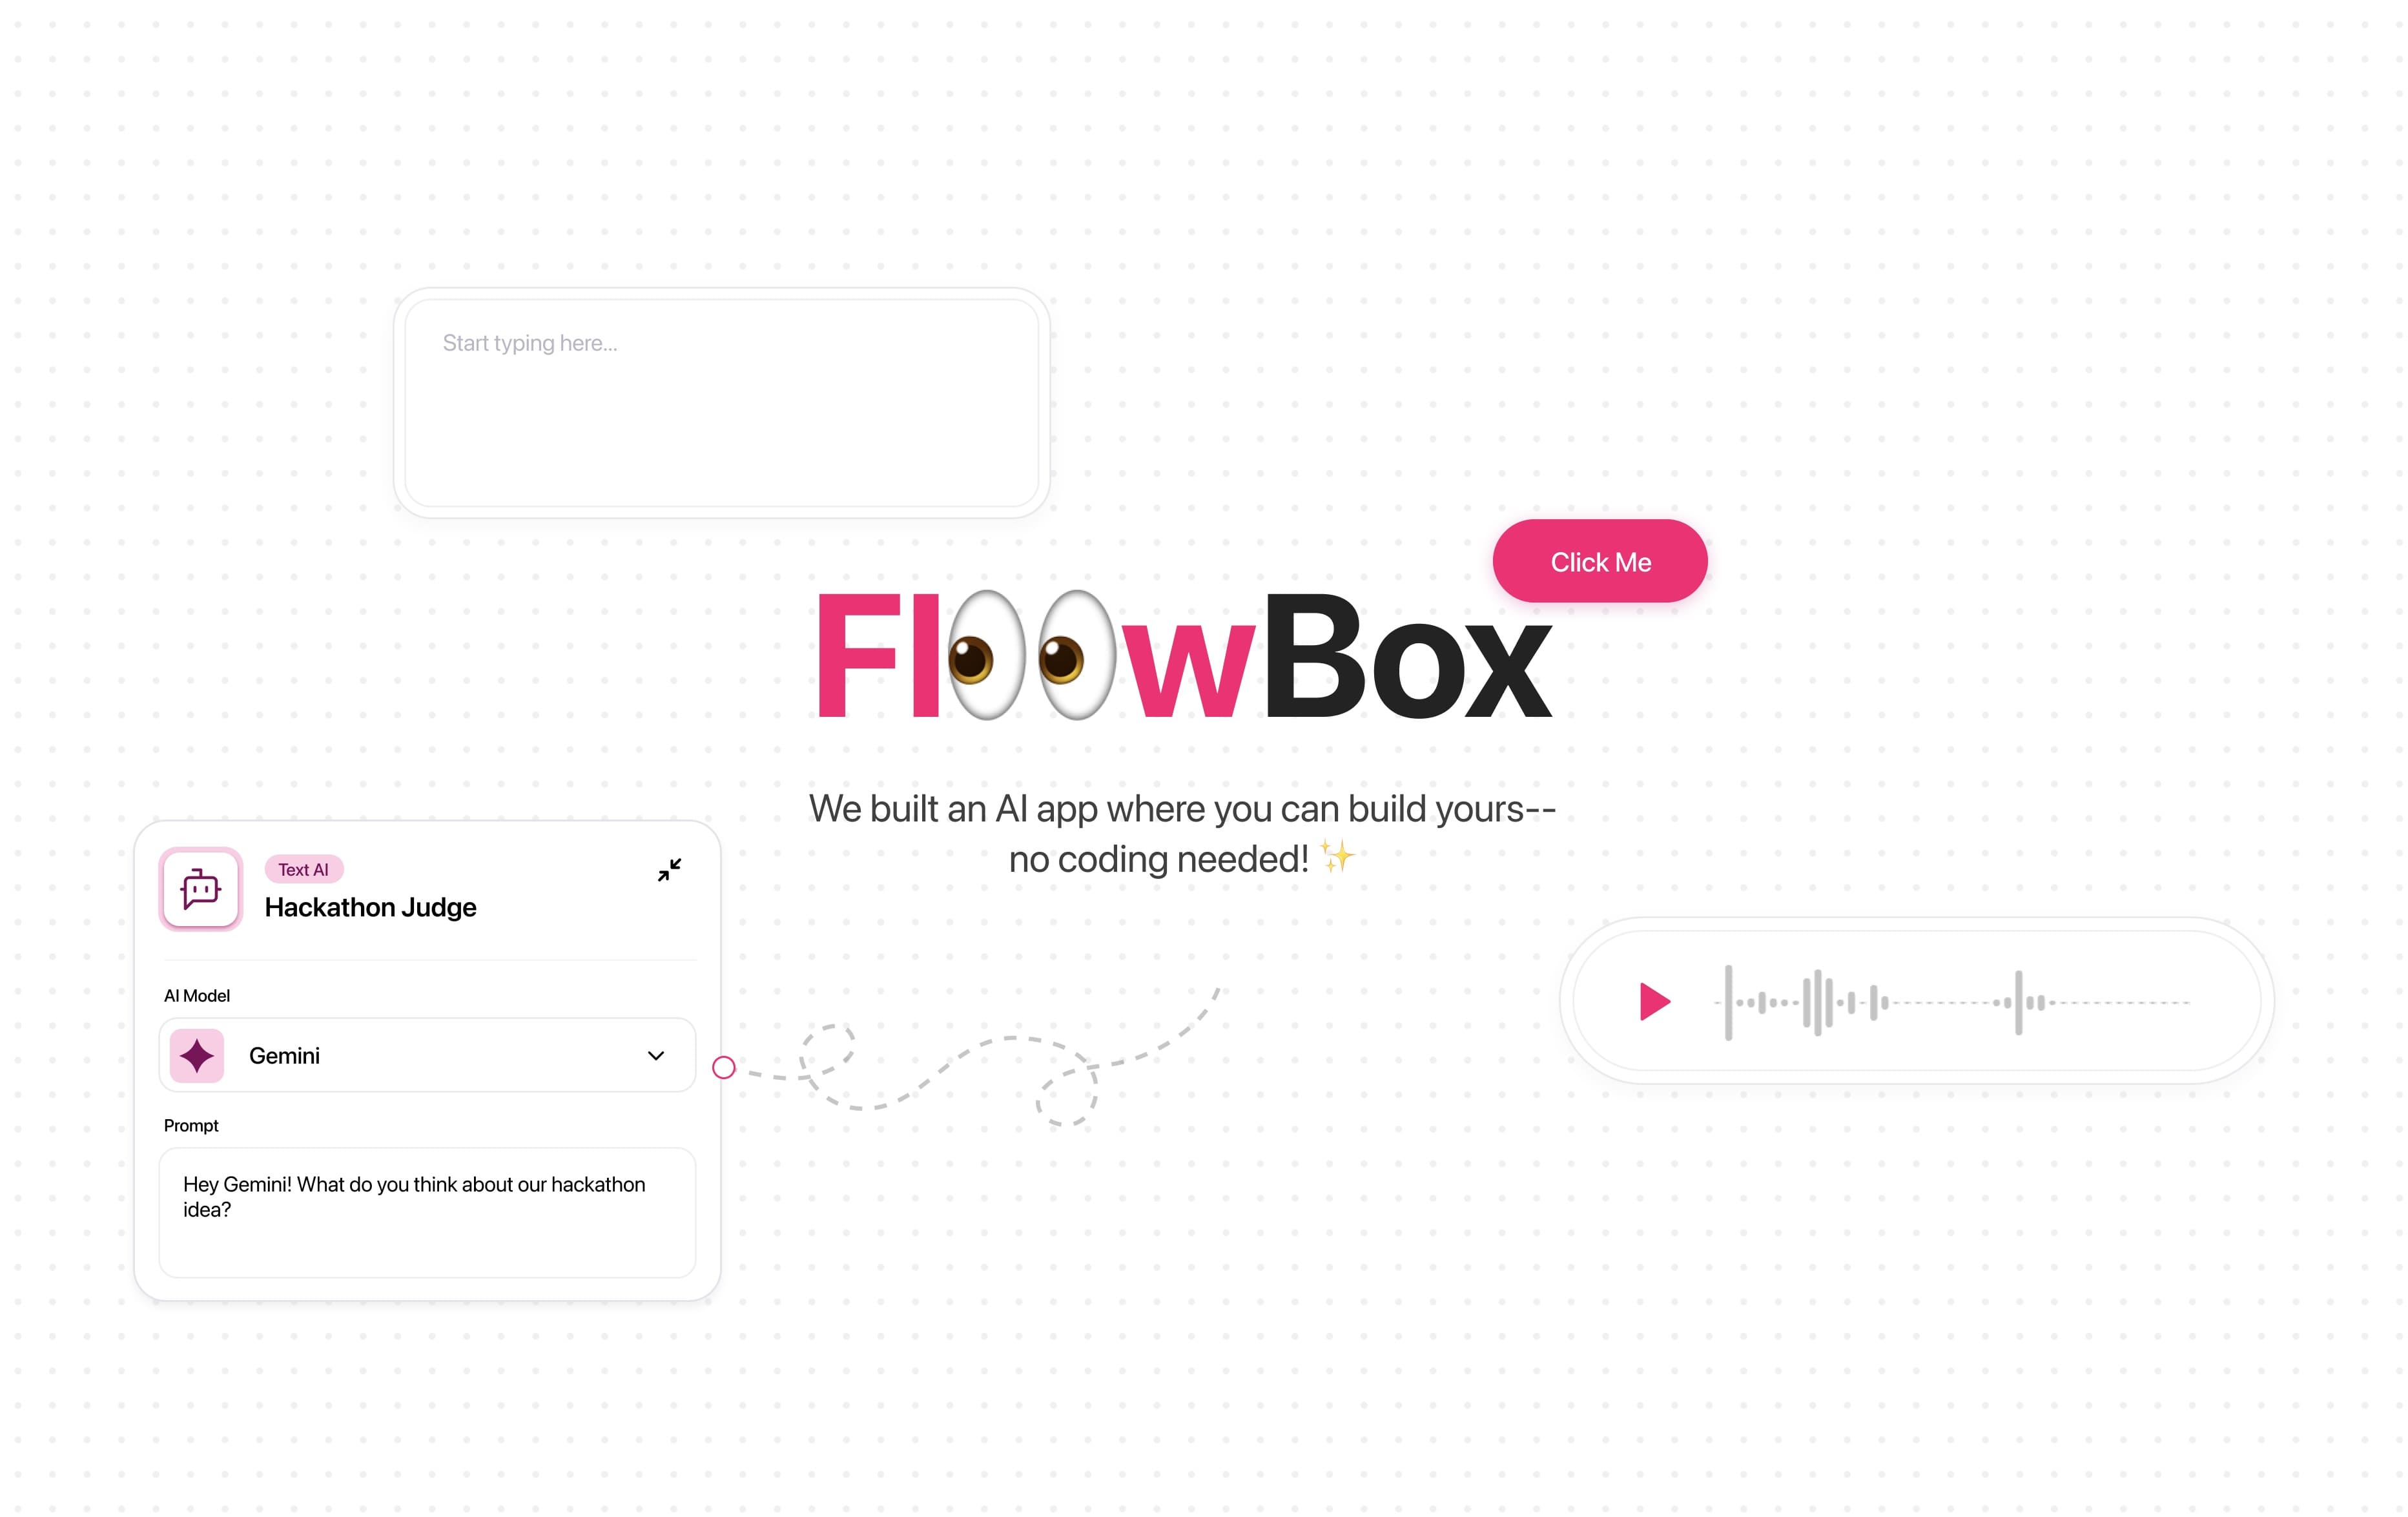 Start typing here...
Click Me
Fl👀wBox
We built an AI app where you can build yours--
no coding needed! ✨
Text AI
Hackathon Judge
AI Model
Gemini
Prompt
Hey Gemini! What do you think about our hackathon
idea?